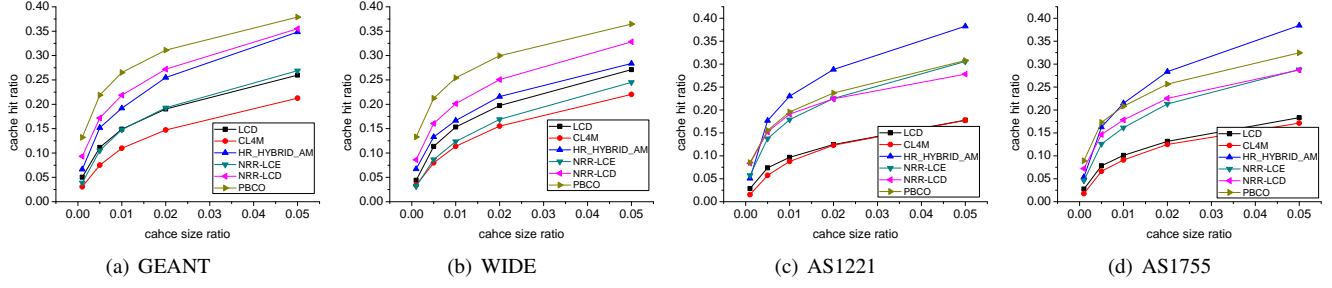 0.40
0.35
0.30
0.25
0.20
0.15
0.10
0.05
0.00
cache hit ratio
LCD
CL4M
HR_HYBRID_AM
NRR-LCE
NRR-LCD
PBCO
0.00 0.01 0.02 0.03 0.04 0.05
cahce size ratio
(a) GEANT
0.40
0.35
0.30
0.25
0.20
0.15
0.10
0.05
0.00
cache hit ratio
LCD
CL4M
HR_HYBRID_AM
NRR-LCE
NRR-LCD
PBCO
0.00 0.01 0.02 0.03 0.04 0.05
cahce size ratio
(b) WIDE
0.40
0.35
0.30
0.25
0.20
0.15
0.10
0.05
0.00
cache hit ratio
LCD
CL4M
HR_HYBRID_AM
NRR-LCE
NRR-LCD
PBCO
0.00 0.01 0.02 0.03 0.04 0.05
cahce size ratio
(c) AS1221
0.40
0.35
0.30
0.25
0.20
0.15
0.10
0.05
0.00
cache hit ratio
LCD
CL4M
HR_HYBRID_AM
NRR-LCE
NRR-LCD
PBCO
0.00 0.01 0.02 0.03 0.04 0.05
cahce size ratio
(d) AS1755